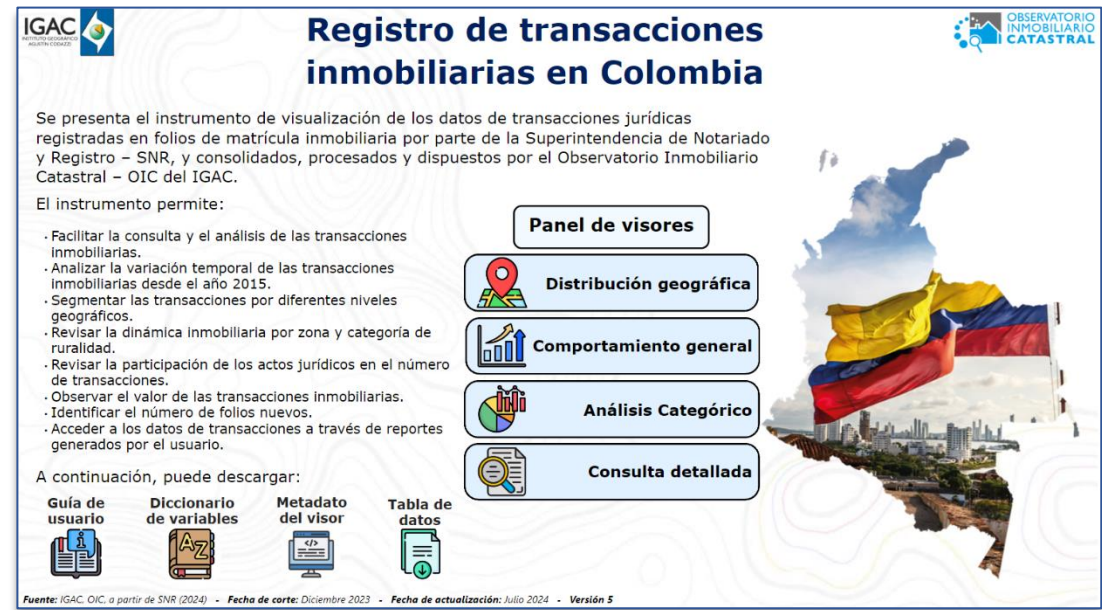 IGAC
INSTITUTO GEOGRÁFICO
AGUSTÍN CODAZZI
Registro de transacciones
inmobiliarias en Colombia
OBSERVATORIO
INMOBILIARIO
CATASTRAL
Se presenta el instrumento de visualización de los datos de transacciones jurídicas
registradas en folios de matrícula inmobiliaria por parte de la Superintendencia de Notariado
y Registro – SNR, y consolidados, procesados y dispuestos por el Observatorio Inmobiliario
Catastral – OIC del IGAC.
El instrumento permite:
· Facilitar la consulta y el análisis de las transacciones
inmobiliarias.
· Analizar la variación temporal de las transacciones
inmobiliarias desde el año 2015.
· Segmentar las transacciones por diferentes niveles
geográficos.
· Revisar la dinámica inmobiliaria por zona y categoría de
ruralidad.
· Revisar la participación de los actos jurídicos en el número
de transacciones.
· Observar el valor de las transacciones inmobiliarias.
· Identificar el número de folios nuevos.
· Acceder a los datos de transacciones a través de reportes
generados por el usuario.
Panel de visores
Distribución geográfica
Comportamiento general
Análisis Categórico
Consulta detallada
A continuación, puede descargar:
Guía de
usuario
Diccionario
de variables
Metadato
del visor
Tabla de
datos
Fuente: IGAC, OIC, a partir de SNR (2024) - Fecha de corte: Diciembre 2023 - Fecha de actualización: Julio 2024 - Versión 5